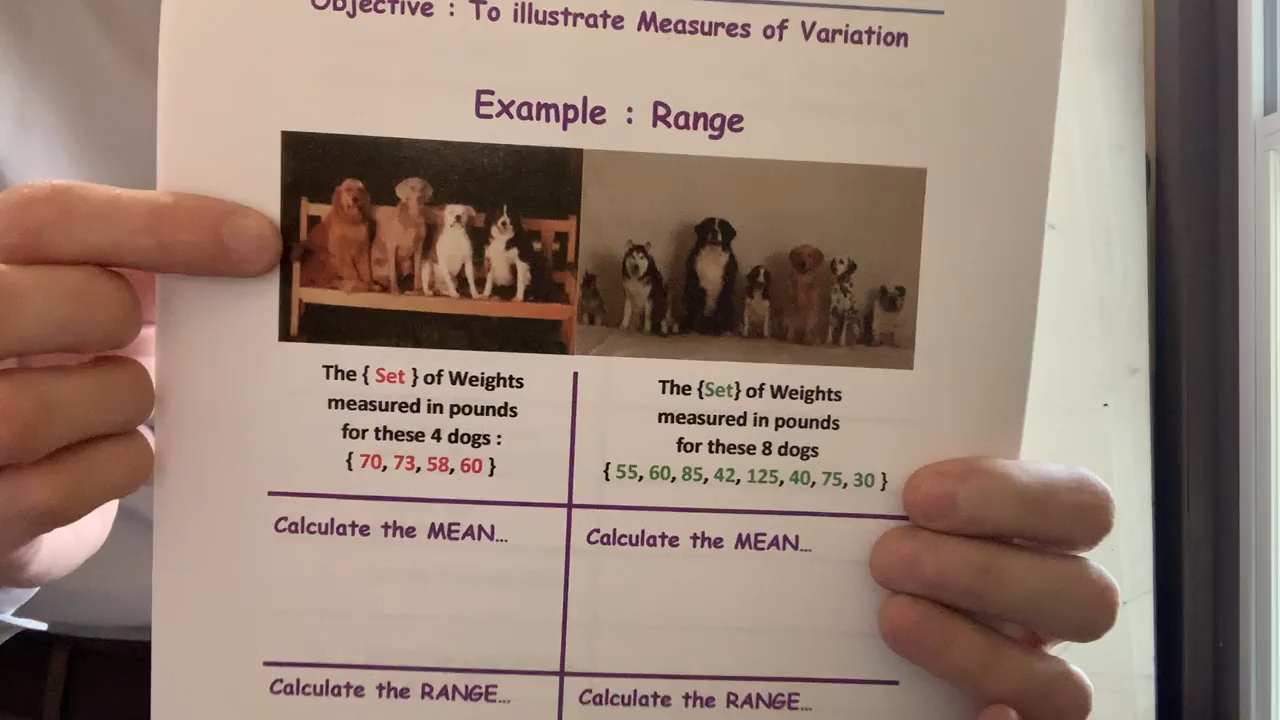 Objective : To illustrate Measures of Variation
Example : Range
The { Set } of Weights
measured in pounds
for these 4 dogs :
{ 70, 73, 58, 60 }
The {Set} of Weights
measured in pounds
for these 8 dogs
{ 55, 60, 85, 42, 125, 40, 75, 30 }
Calculate the MEAN...
Calculate the MEAN...
Calculate the RANGE...
Calculate the RANGE...